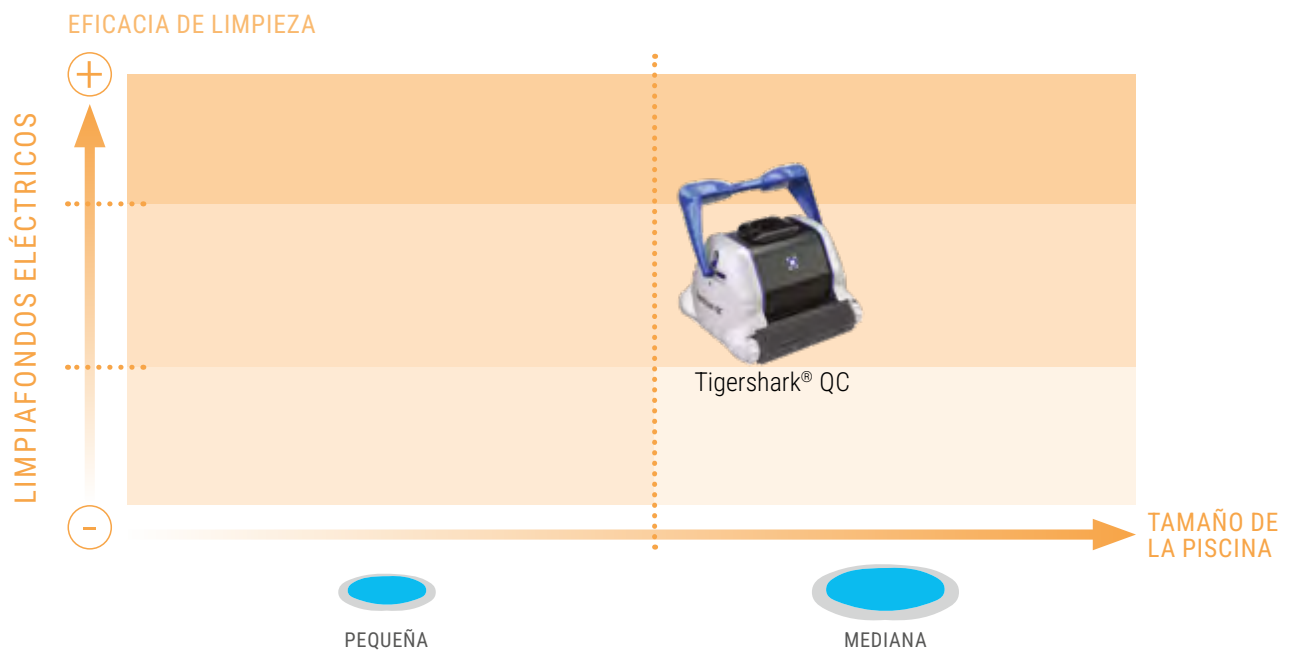 EFICACIA DE LIMPIEZA
+
LIMPIAFONDOS ELÉCTRICOS
Tigershark® QC
-
TAMAÑO DE
LA PISCINA
PEQUEÑA
MEDIANA